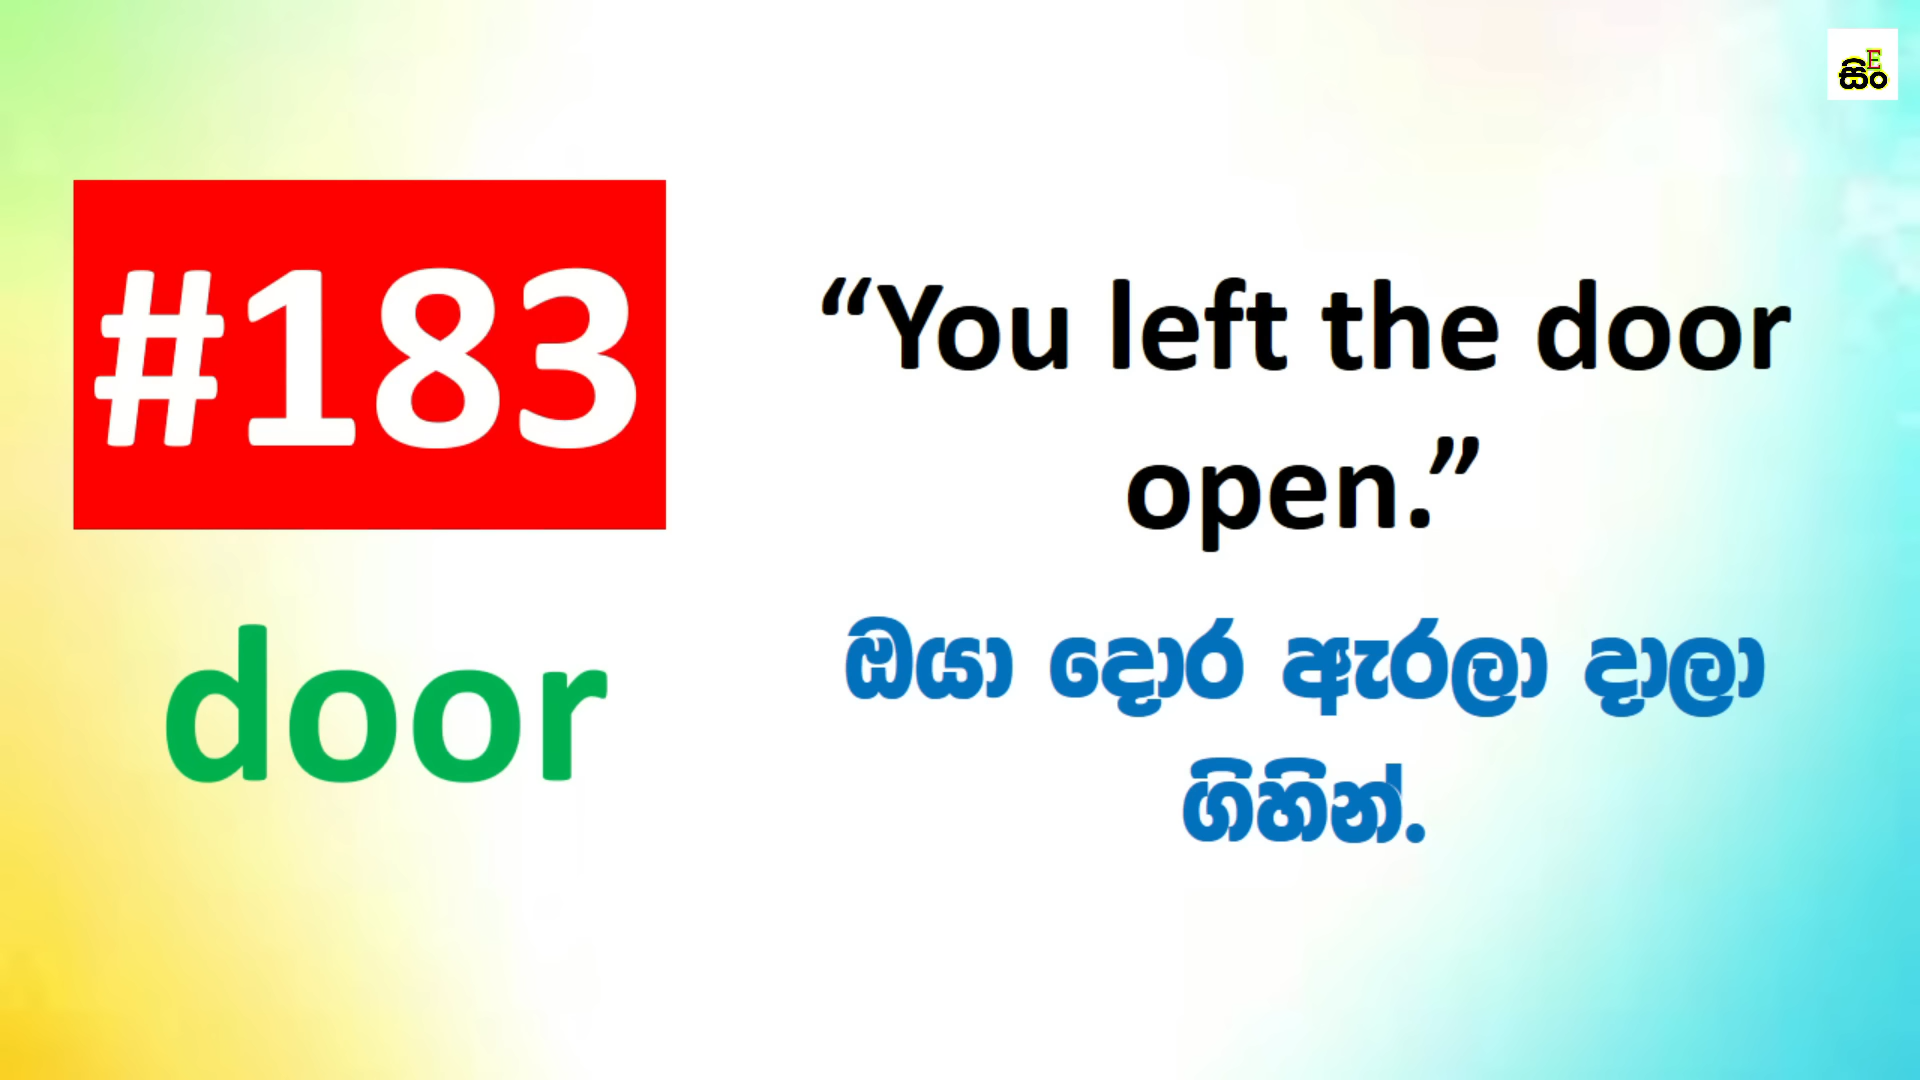 සිං E
#183
door
“You left the door
open.”
ඔයා දොර ඇරලා දාලා
ගිහින්.